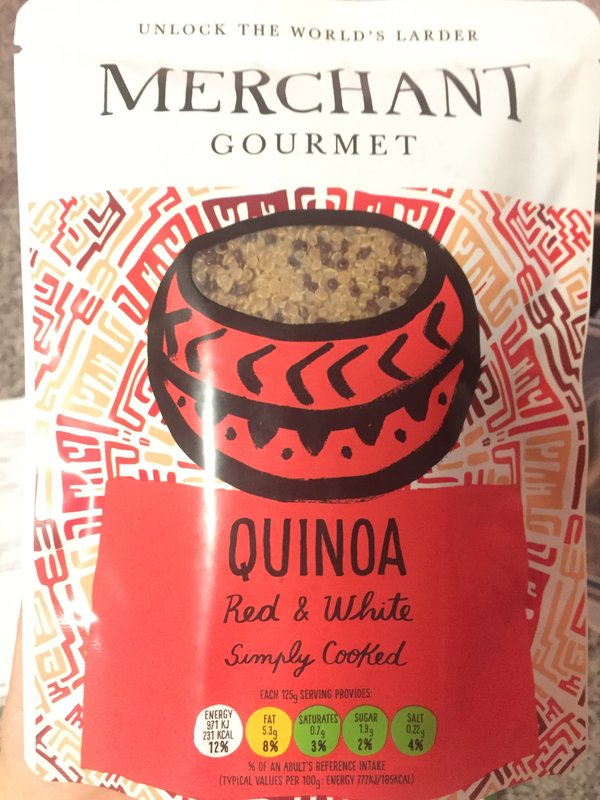 UNLOCK THE WORLD'S LARDER
MERCHANT
GOURMET
QUINOA
Red & White
Simply Cooked
EACH 125g SERVING PROVIDES:
ENERGY
971 KJ
231 KCAL
12%
FAT
5.3g
8%
SATURATES
0.7g
3%
SUGAR
1.9g
2%
SALT
0.22g
4%
% OF AN ADULT'S REFERENCE INTAKE
(TYPICAL VALUES PER 100g: ENERGY 777KJ/185KCAL)